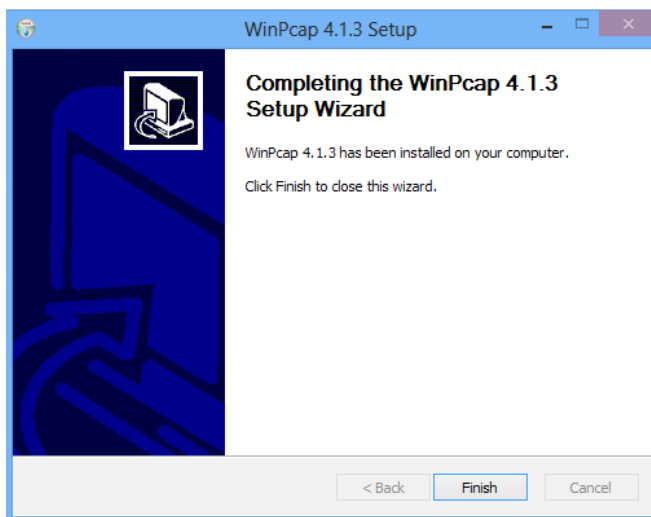 WinPcap 4.1.3 Setup
Completing the WinPcap 4.1.3
Setup Wizard
WinPcap 4.1.3 has been installed on your computer.
Click Finish to close this wizard.
< Back
Finish
Cancel